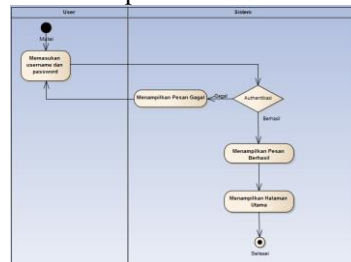 User
Sistem
Mulai
Memasukan
username dan
password
Menampilkan Pesan Gagal
Gagal
Authentikasi
Berhasil
Menampilkan Pesan
Berhasil
Menampilkan Halaman
Utama
Selesai